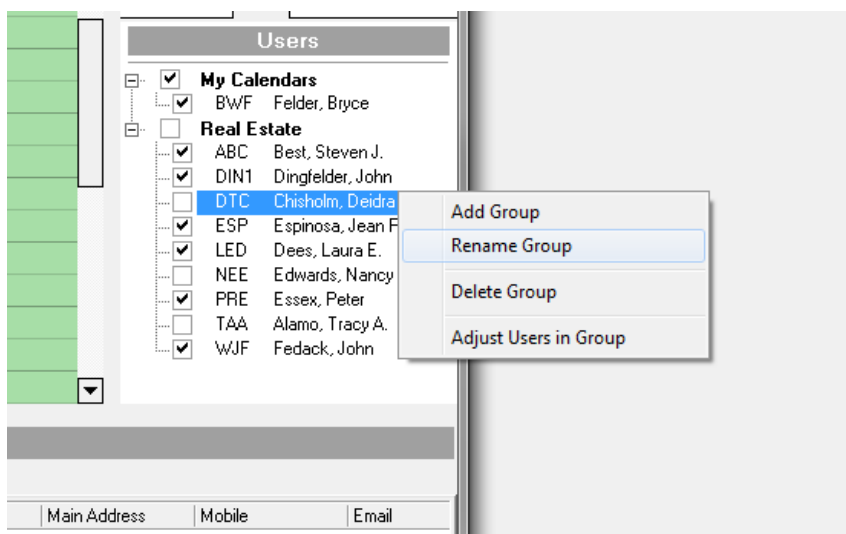 Users
My Calendars
BWF Felder, Bryce
Real Estate
ABC Best, Steven J.
DIN1 Dingfelder, John
DTC Chisholm, Deidra
ESP Espinosa, Jean F
LED Dees, Laura E.
NEE Edwards, Nancy
PRE Essex, Peter
TAA Alamo, Tracy A.
WJF Fedack, John
Add Group
Rename Group
Delete Group
Adjust Users in Group
Main Address Mobile Email